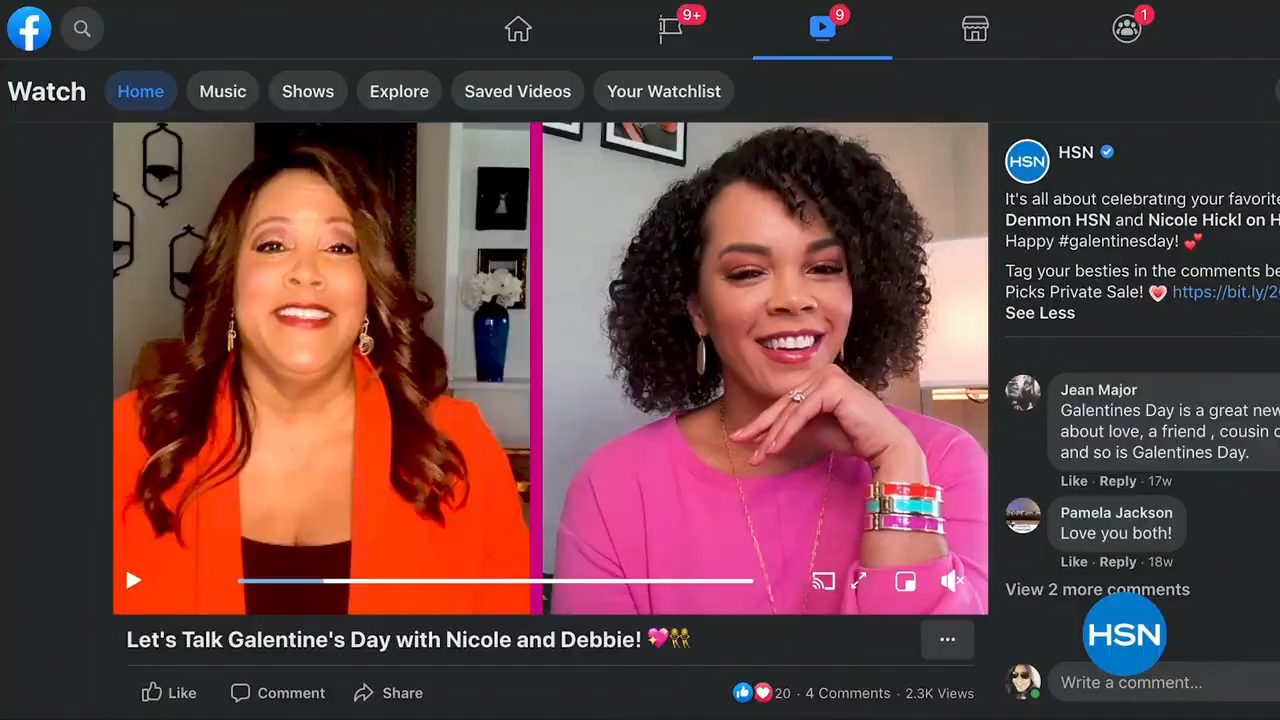 9+
9
1
Watch
Home
Music
Shows
Explore
Saved Videos
Your Watchlist
HSN
HSN
It's all about celebrating your favorite
Denmon HSN and Nicole Hickl on H
Happy #galentinesday! 💕
Tag your besties in the comments be
Picks Private Sale! 💗 https://bit.ly/2
See Less
Jean Major
Galentines Day is a great new
about love, a friend , cousin
and so is Galentines Day.
Like · Reply · 17w
Pamela Jackson
Love you both!
Like · Reply · 18w
View 2 more comments
HSN
Write a comment...
Let's Talk Galentine's Day with Nicole and Debbie! 💖👯
...
Like
Comment
Share
20 · 4 Comments · 2.3K Views